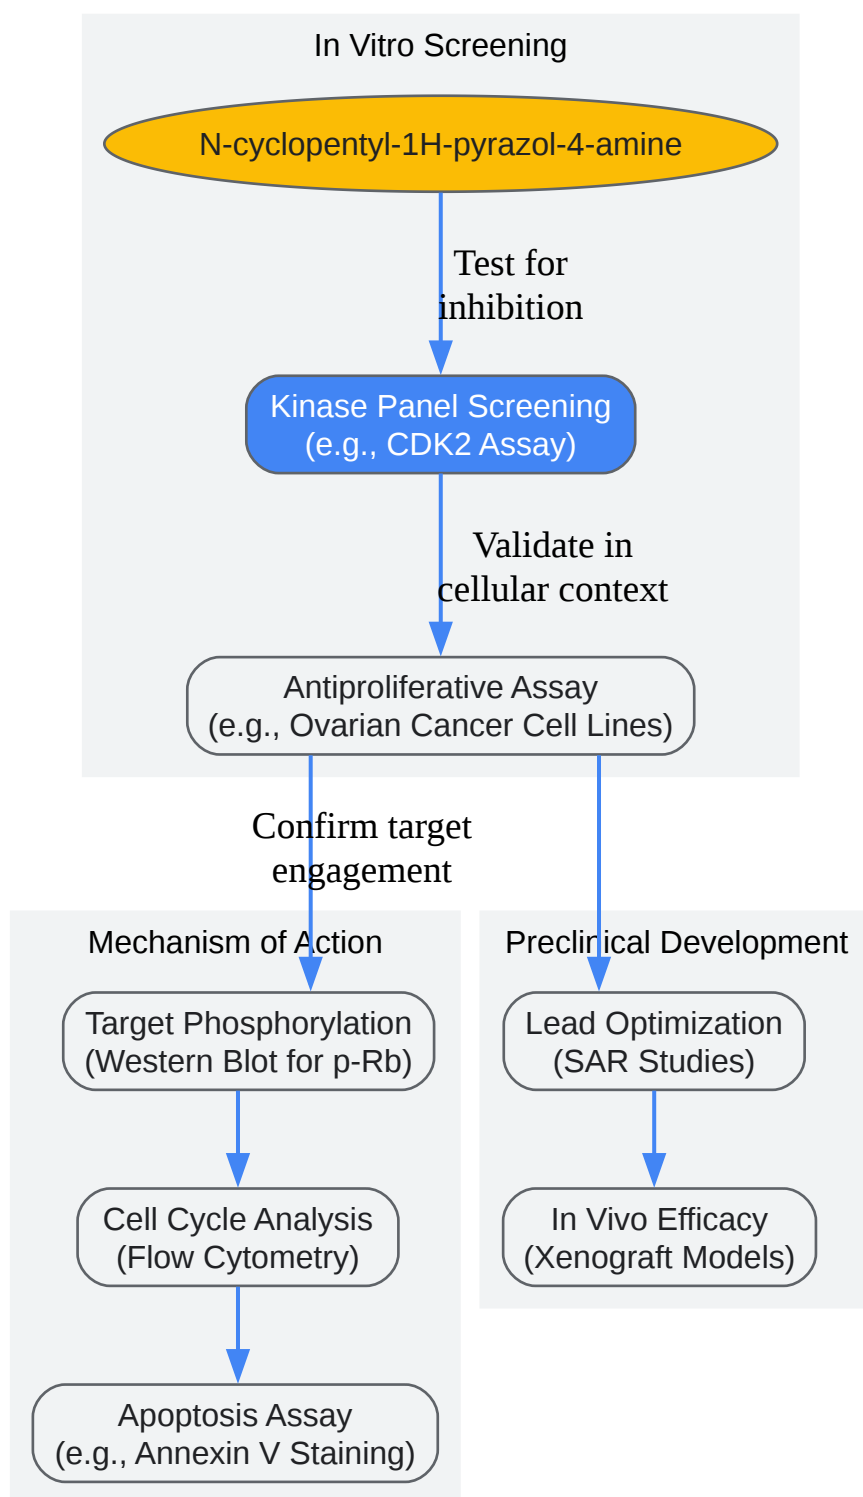 In Vitro Screening
N-cyclopentyl-1H-pyrazol-4-amine
Test for
inhibition
Kinase Panel Screening
(e.g., CDK2 Assay)
Validate in
cellular context
Antiproliferative Assay
(e.g., Ovarian Cancer Cell Lines)
Confirm target
engagement
Mechanism of Action
Target Phosphorylation
(Western Blot for p-Rb)
Cell Cycle Analysis
(Flow Cytometry)
Apoptosis Assay
(e.g., Annexin V Staining)
Preclinical Development
Lead Optimization
(SAR Studies)
In Vivo Efficacy
(Xenograft Models)